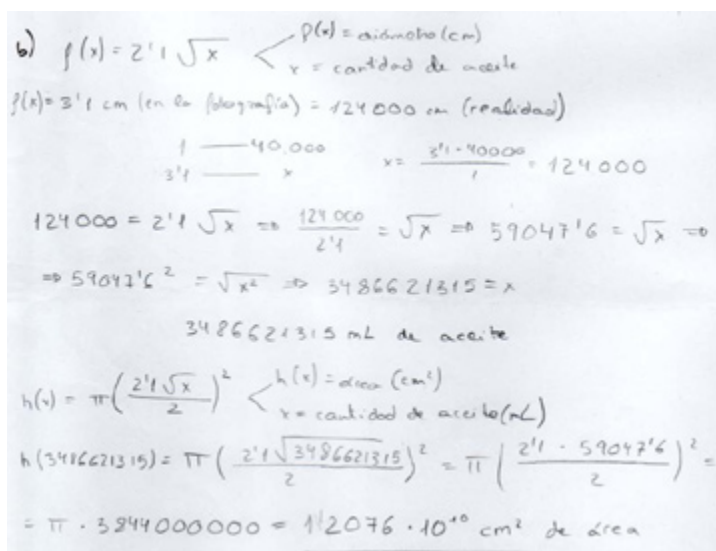 b) f(x) = 2'1 √x < f(x) = diámetro (cm)
x = cantidad de aceite
f(x) = 3'1 cm (en la fotografía) = 124000 cm (realidad)
1 —— 40,000 x = 3'1 · 40000 / 1 = 124000
3'1 —— x
124000 = 2'1 √x ⇒ 124000 / 2'1 = √x ⇒ 59047'6 = √x ⇒
⇒ 59047'6² = √x² ⇒ 3486621315 = x
3486621315 mL de aceite
h(x) = π(2'1√x / 2)² < h(x) = área (cm²)
x = cantidad de aceite (mL)
h(3486621315) = π(2'1√3486621315 / 2)² = π(2'1 · 59047'6 / 2)² =
= π · 3844000000 = 1'2076 · 10¹⁰ cm² de área